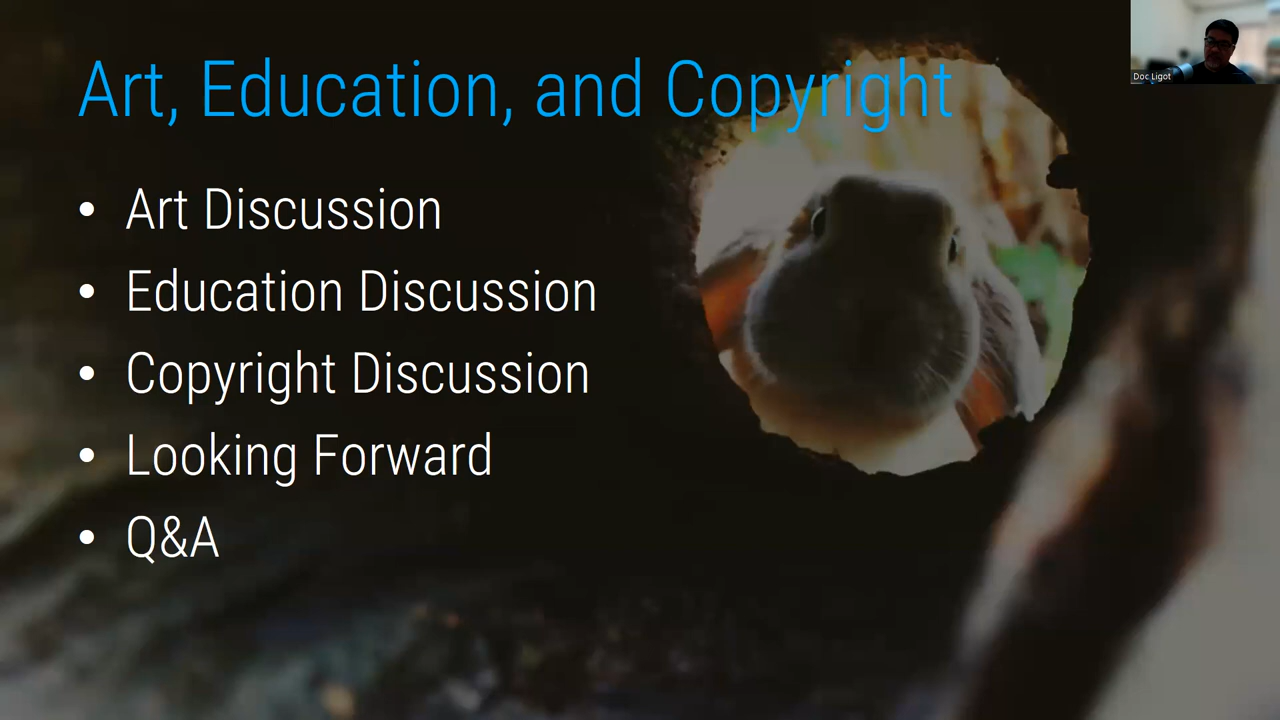 Art, Education, and Copyright
• Art Discussion
• Education Discussion
• Copyright Discussion
• Looking Forward
• Q&A
Doc Ligot